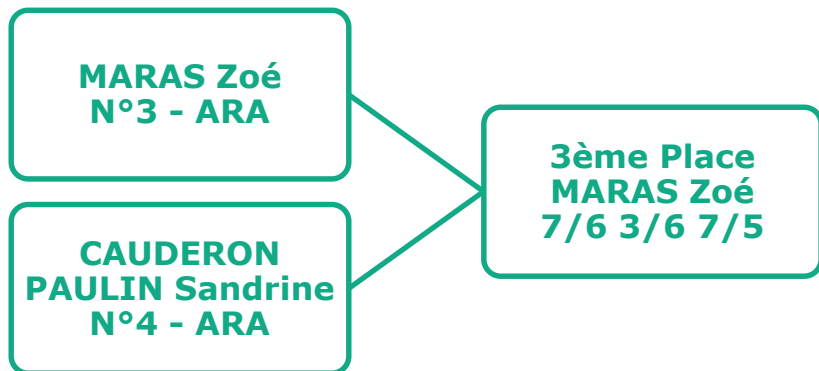 MARAS Zoé
N°3 - ARA
CAUDERON
PAULIN Sandrine
N°4 - ARA
3ème Place
MARAS Zoé
7/6 3/6 7/5